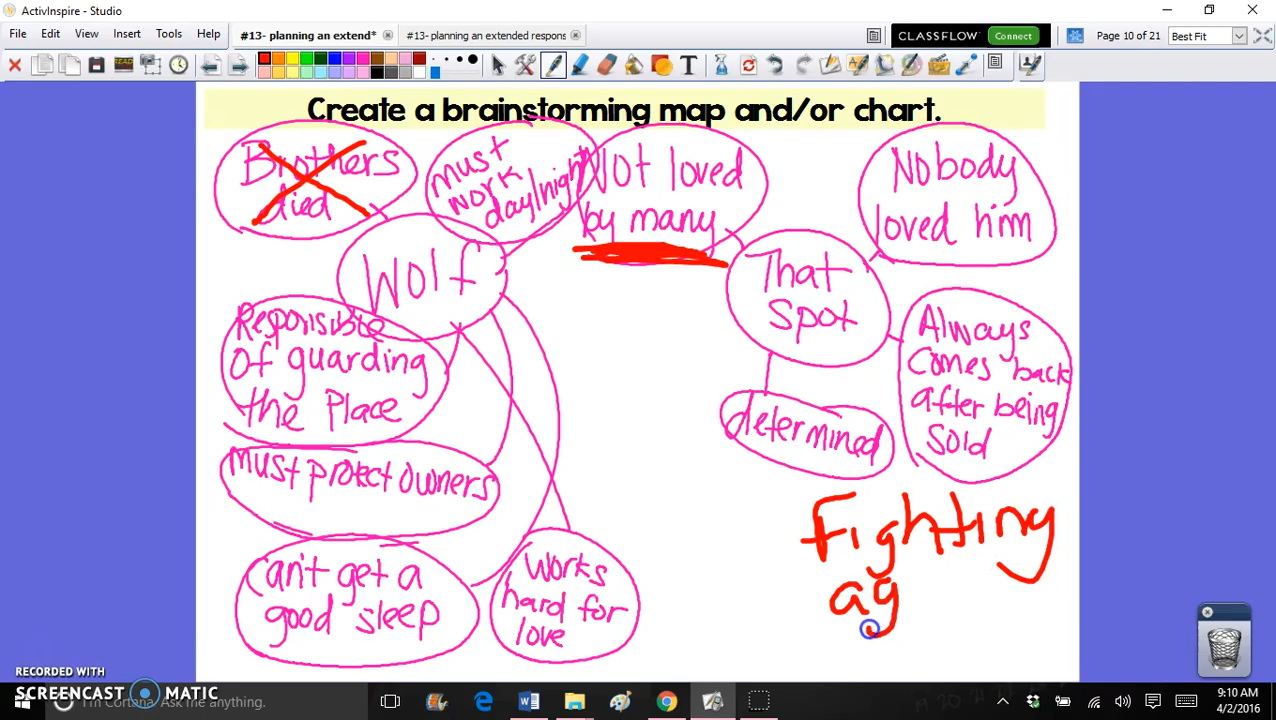 ActivInspire - Studio
File Edit View Insert Tools Help
#13- planning an extend*
#13- planning an extended respons
CLASSFLOW Connect
Page 10 of 21
Best Fit
Create a brainstorming map and/or chart.
Brothers
died
must
work
day/night
Not loved
by many
Nobody
loved him
Wolf
That
Spot
Responsible
Of guarding
the Place
Always
Comes back
after being
Sold
must protect owners
determined
can't get a
good sleep
Works
hard for
love
Fighting
ag
RECORDED WITH
SCREENCAST MATIC
I'm Cortana. Ask me anything.
9:10 AM
4/2/2016